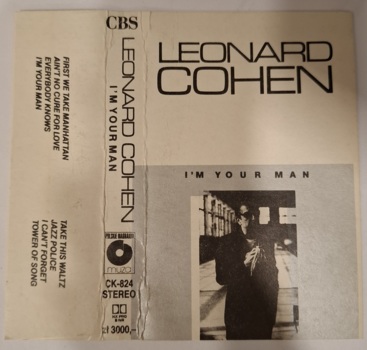 FIRST WE TAKE MANHATTAN
AIN'T NO CURE FOR LOVE
EVERYBODY KNOWS
I'M YOUR MAN
TAKE THIS WALTZ
JAZZ POLICE
I CAN'T FORGET
TOWER OF SONG
CBS
LEONARD COHEN
I'M YOUR MAN
POLSKIE NAGRANIA
muza
CK-824
STEREO
zł 3000,-
LEONARD
COHEN
I'M YOUR MAN